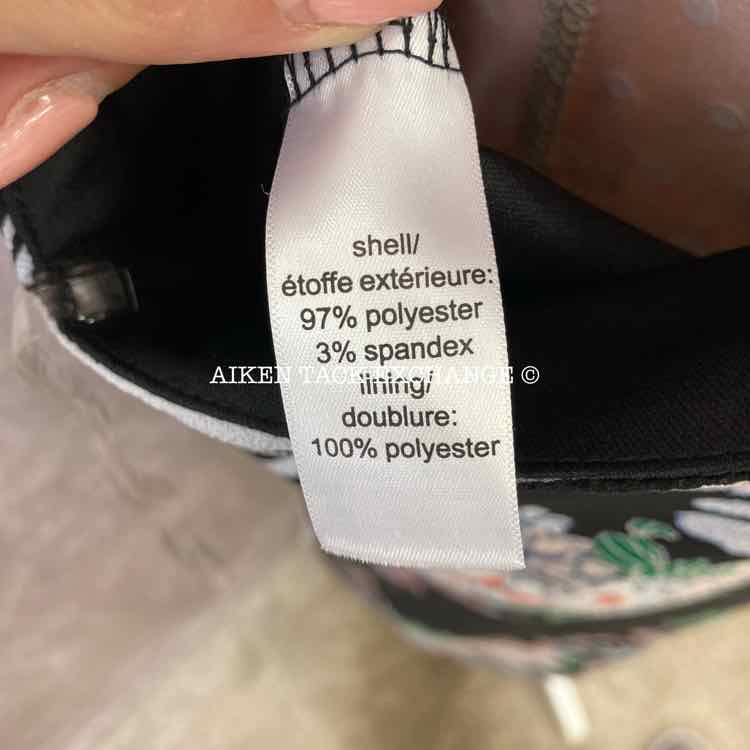 shell/
étoffe extérieure:
97% polyester
3% spandex
AIKEN TACK EXCHANGE ©
lining/
doublure:
100% polyester